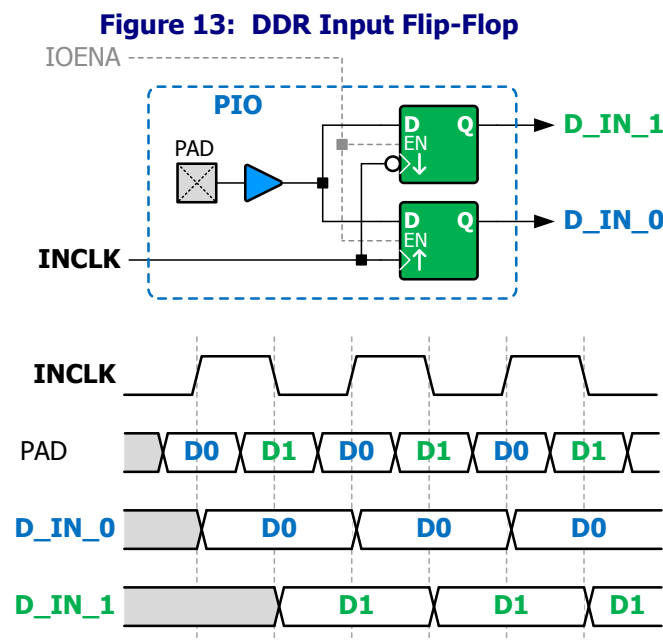 Figure 13: DDR Input Flip-Flop
IOENA
PIO
PAD
D Q
EN
D_IN_1
D Q
EN
D_IN_0
INCLK
INCLK
PAD D0 D1 D0 D1 D0 D1
D_IN_0 D0 D0 D0
D_IN_1 D1 D1 D1